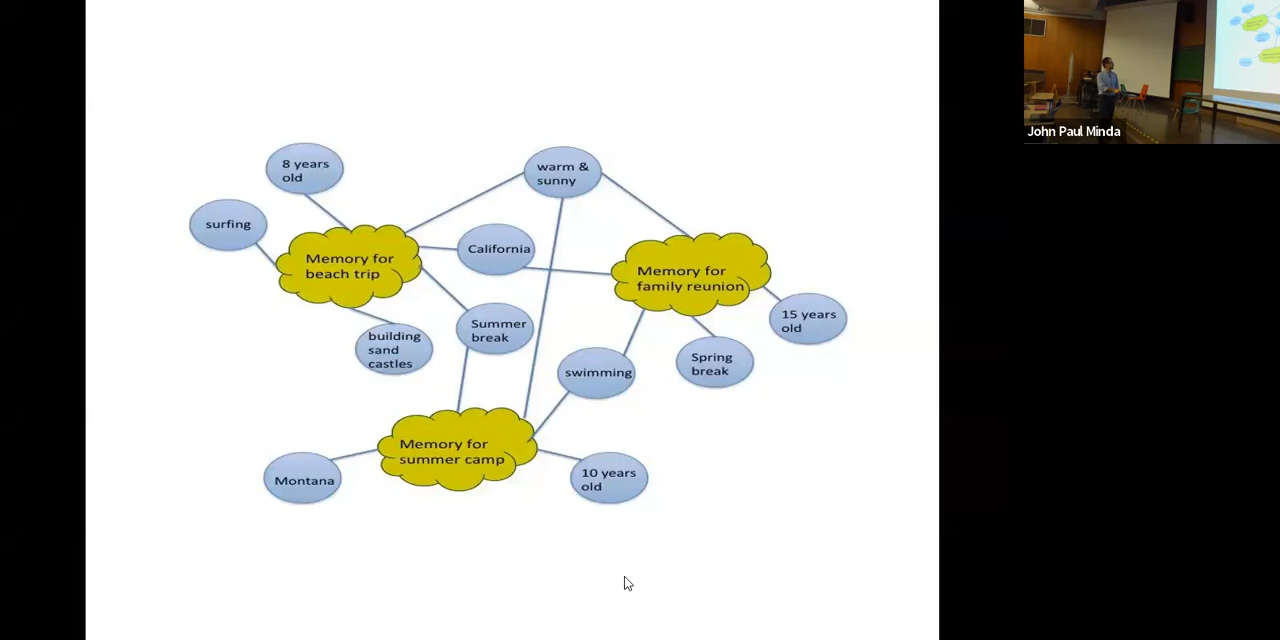 8 years
old
warm &
sunny
surfing
California
Memory for
beach trip
Memory for
family reunion
15 years
old
Summer
break
building
sand
castles
Spring
break
swimming
Memory for
summer camp
Montana
10 years
old
John Paul Minda